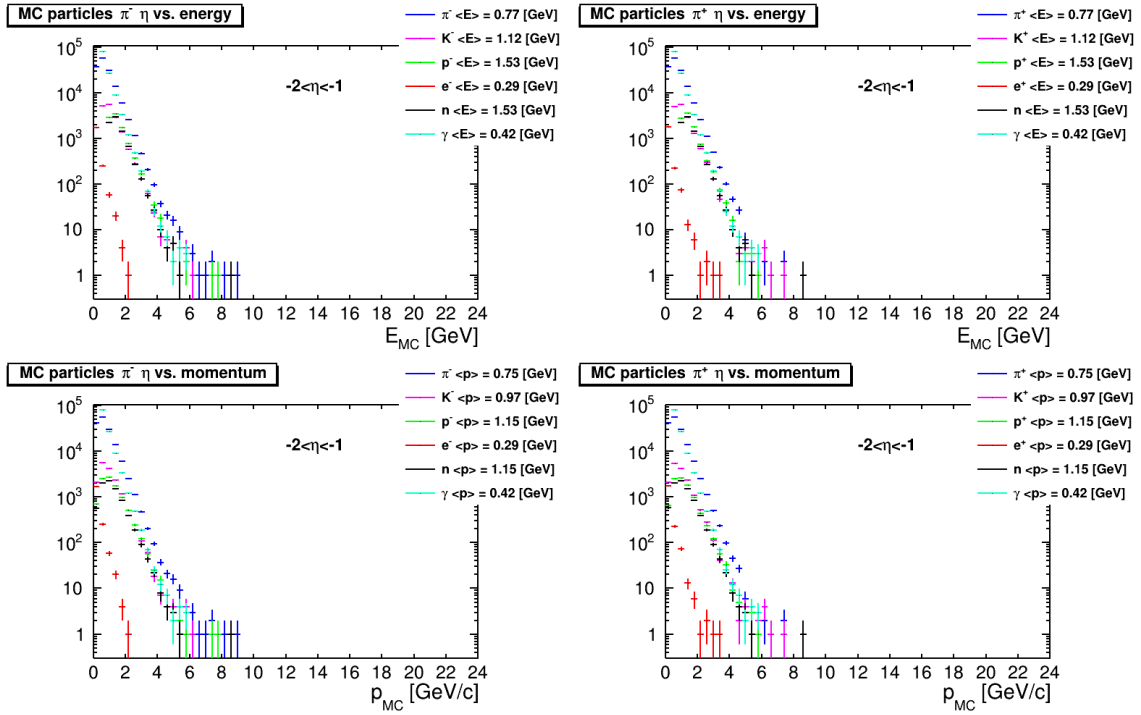 MC particles π⁻ η vs. energy
π⁻ <E> = 0.77 [GeV]
K⁻ <E> = 1.12 [GeV]
p⁻ <E> = 1.53 [GeV]
e⁻ <E> = 0.29 [GeV]
n <E> = 1.53 [GeV]
γ <E> = 0.42 [GeV]
-2<η<-1
10⁵
10⁴
10³
10²
10
1
0 2 4 6 8 10 12 14 16 18 20 22 24
E_MC [GeV]
MC particles π⁺ η vs. energy
π⁺ <E> = 0.77 [GeV]
K⁺ <E> = 1.12 [GeV]
p⁺ <E> = 1.53 [GeV]
e⁺ <E> = 0.29 [GeV]
n <E> = 1.53 [GeV]
γ <E> = 0.42 [GeV]
-2<η<-1
10⁵
10⁴
10³
10²
10
1
0 2 4 6 8 10 12 14 16 18 20 22 24
E_MC [GeV]
MC particles π⁻ η vs. momentum
π⁻ <p> = 0.75 [GeV]
K⁻ <p> = 0.97 [GeV]
p⁻ <p> = 1.15 [GeV]
e⁻ <p> = 0.29 [GeV]
n <p> = 1.15 [GeV]
γ <p> = 0.42 [GeV]
-2<η<-1
10⁵
10⁴
10³
10²
10
1
0 2 4 6 8 10 12 14 16 18 20 22 24
p_MC [GeV/c]
MC particles π⁺ η vs. momentum
π⁺ <p> = 0.75 [GeV]
K⁺ <p> = 0.97 [GeV]
p⁺ <p> = 1.15 [GeV]
e⁺ <p> = 0.29 [GeV]
n <p> = 1.15 [GeV]
γ <p> = 0.42 [GeV]
-2<η<-1
10⁵
10⁴
10³
10²
10
1
0 2 4 6 8 10 12 14 16 18 20 22 24
p_MC [GeV/c]